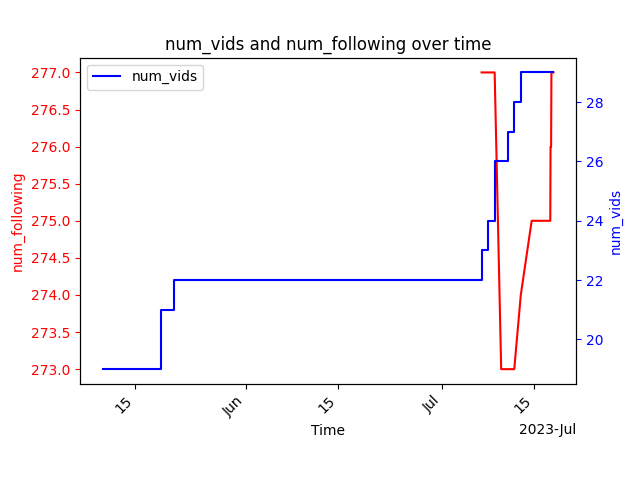 num_vids and num_following over time
num_vids
277.0
276.5
276.0
275.5
275.0
274.5
274.0
273.5
273.0
num_following
28
26
24
22
20
num_vids
15
Jun
15
Jul
15
Time
2023-Jul